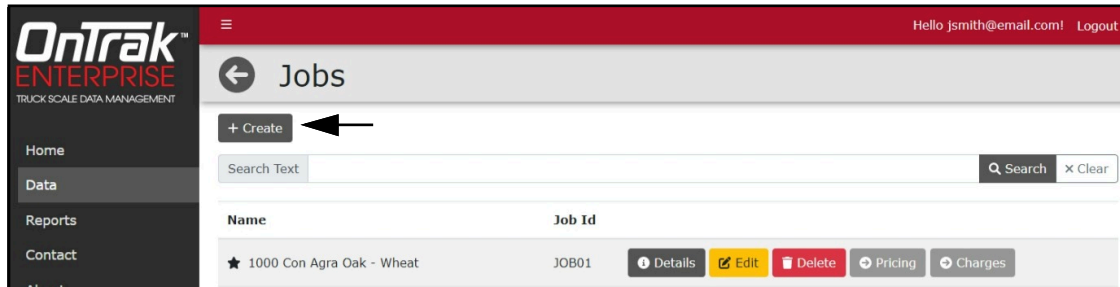 OnTrak™
ENTERPRISE
TRUCK SCALE DATA MANAGEMENT
Hello jsmith@email.com! Logout
Jobs
+ Create
Home
Search Text
Search × Clear
Data
Reports
Name Job Id
Contact
1000 Con Agra Oak - Wheat JOB01 Details Edit Delete Pricing Charges